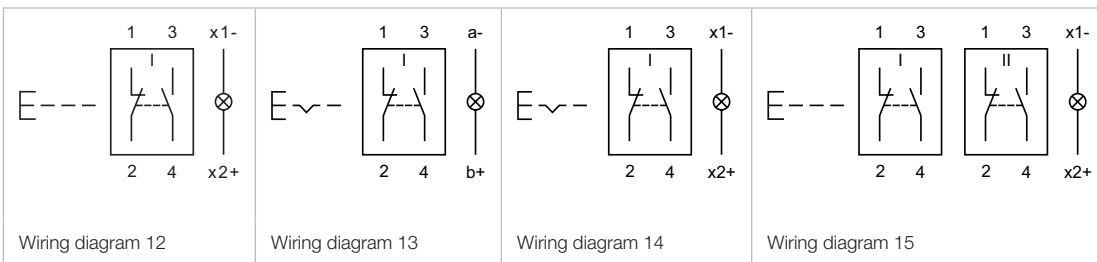 1 3 x1-
I
2 4 x2+
Wiring diagram 12
1 3 a-
I
2 4 b+
Wiring diagram 13
1 3 x1-
I
2 4 x2+
Wiring diagram 14
1 3 1 3 x1-
I II
2 4 2 4 x2+
Wiring diagram 15